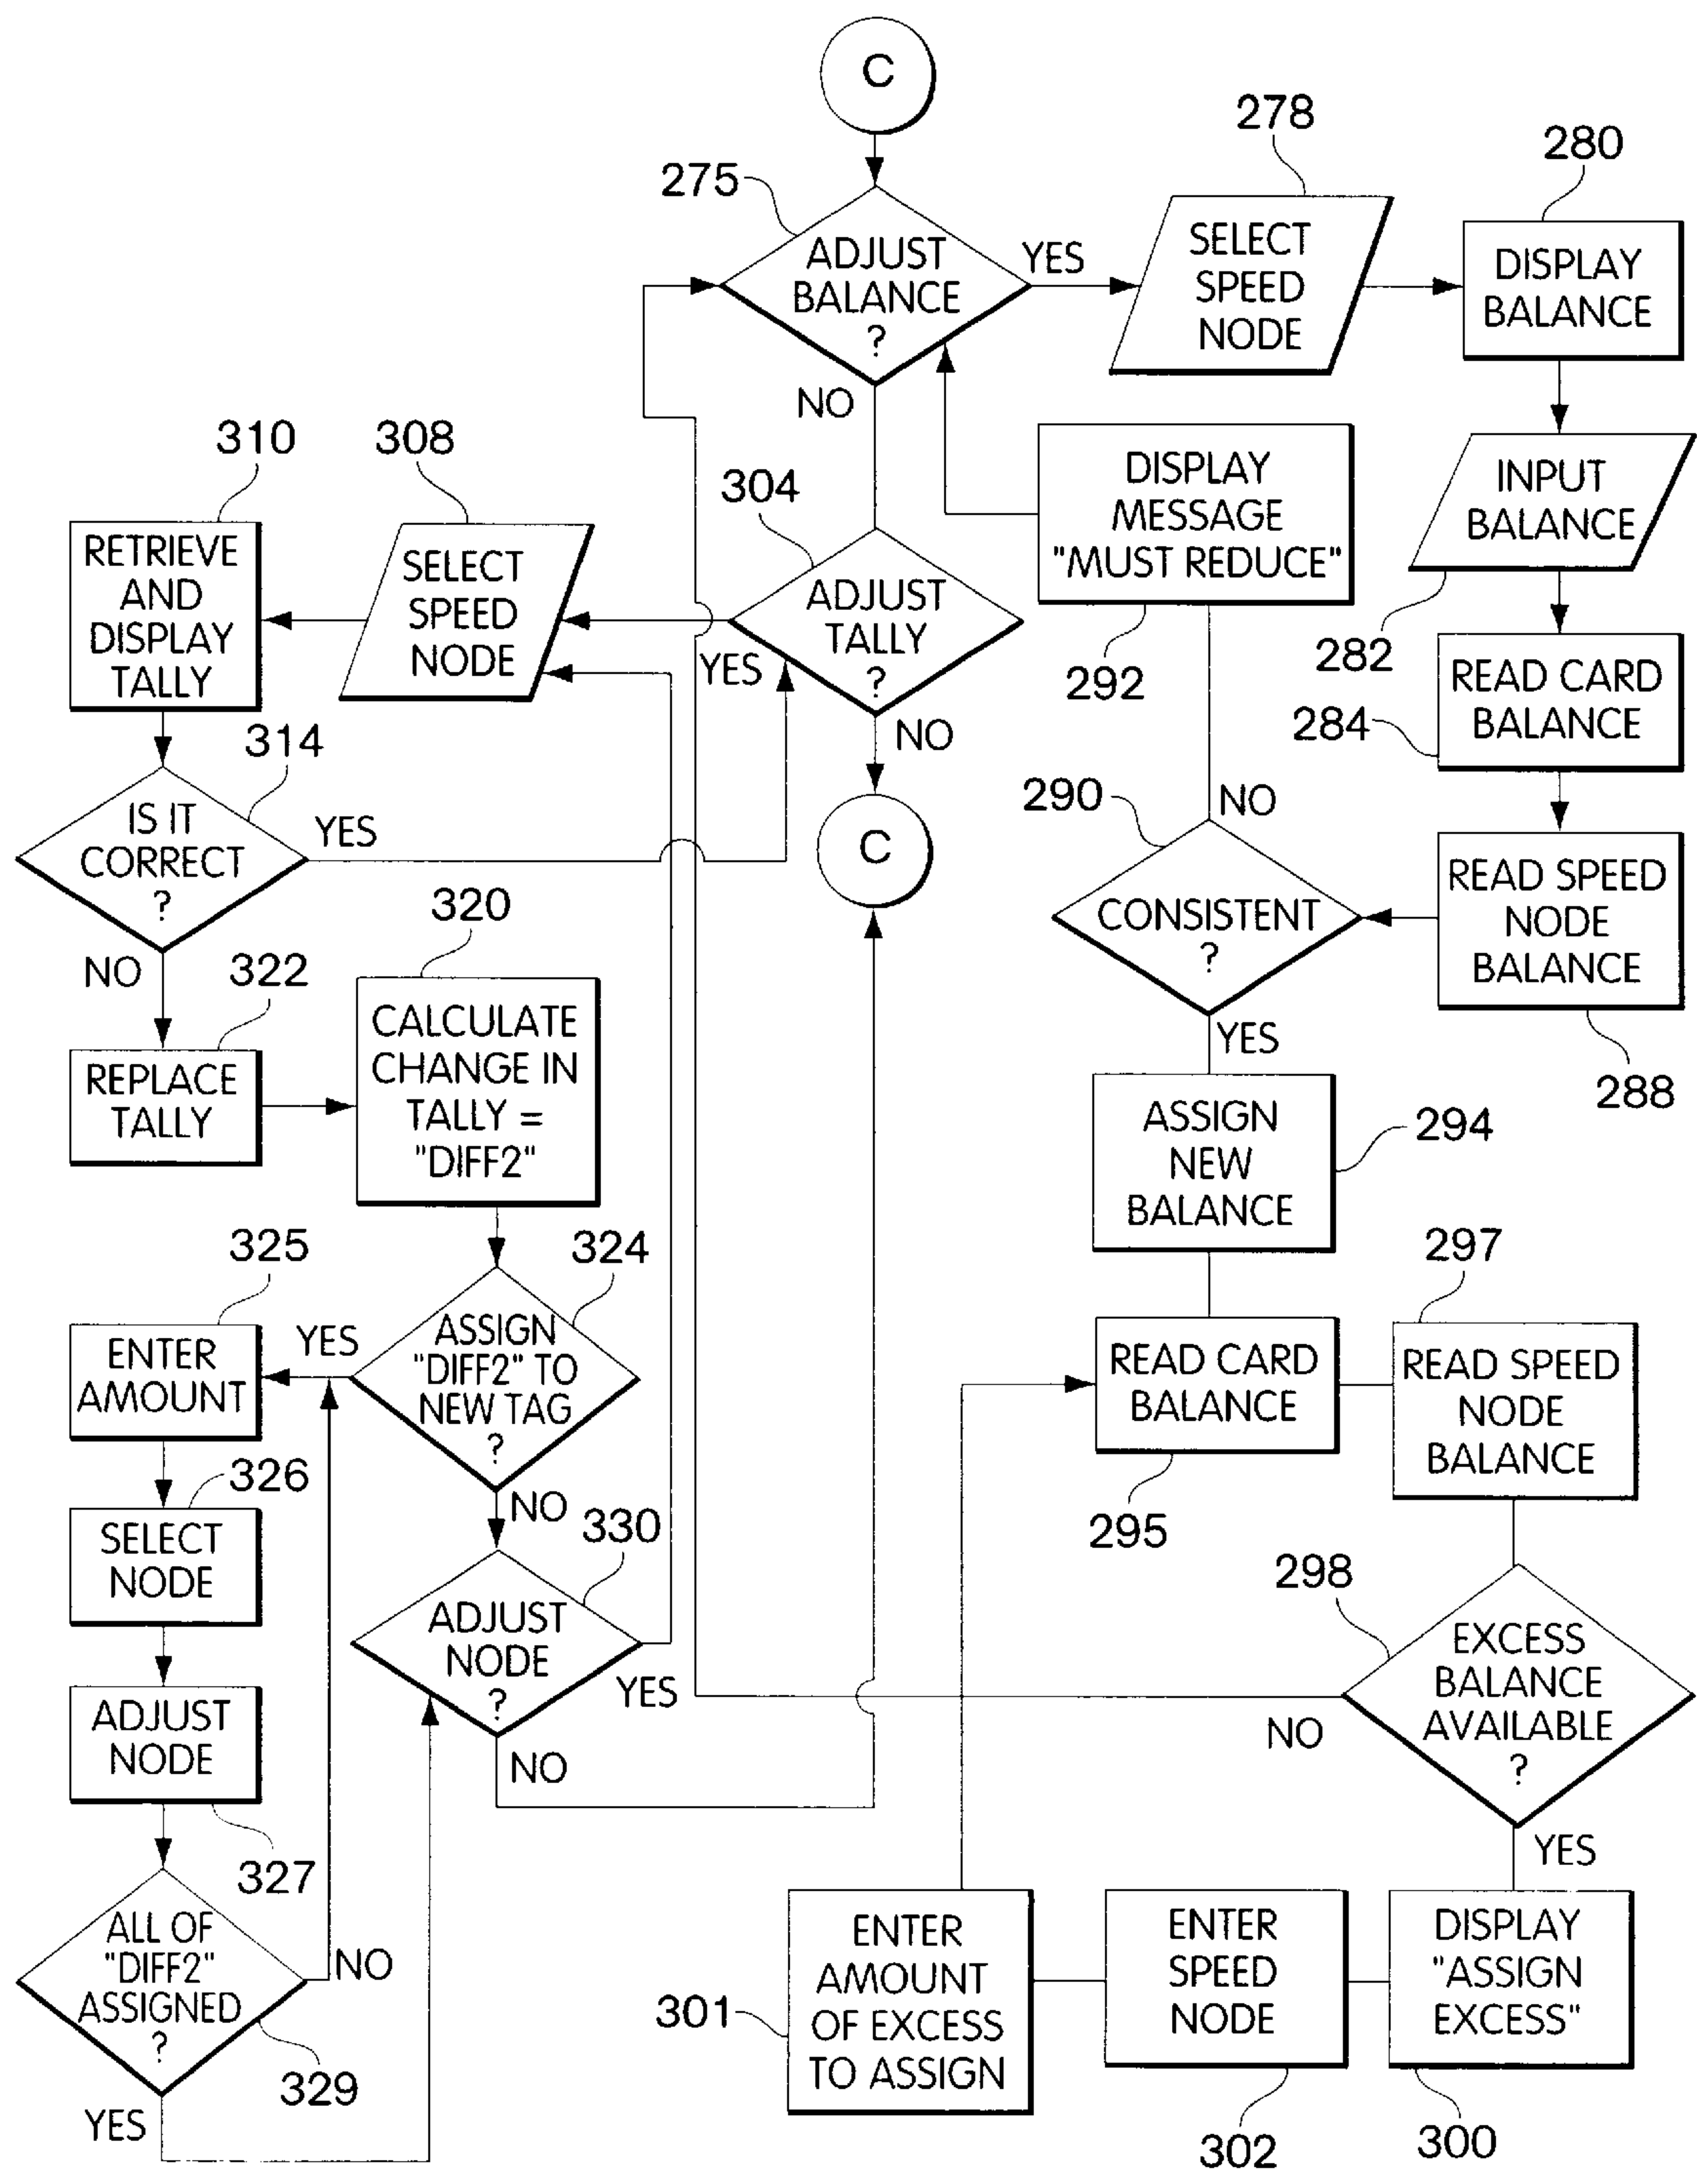 C
275
ADJUST
BALANCE
?
YES
NO
278
SELECT
SPEED
NODE
280
DISPLAY
BALANCE
INPUT
BALANCE
282
READ CARD
BALANCE
284
READ SPEED
NODE
BALANCE
288
290
CONSISTENT
?
NO
YES
DISPLAY
MESSAGE
"MUST REDUCE"
292
ASSIGN
NEW
BALANCE
294
READ CARD
BALANCE
295
297
READ SPEED
NODE
BALANCE
298
EXCESS
BALANCE
AVAILABLE
?
NO
YES
DISPLAY
"ASSIGN
EXCESS"
300
ENTER
SPEED
NODE
302
ENTER
AMOUNT
OF EXCESS
TO ASSIGN
301
304
ADJUST
TALLY
?
YES
NO
C
308
SELECT
SPEED
NODE
310
RETRIEVE
AND
DISPLAY
TALLY
314
IS IT
CORRECT
?
YES
NO
322
REPLACE
TALLY
320
CALCULATE
CHANGE IN
TALLY =
"DIFF2"
324
ASSIGN
"DIFF2" TO
NEW TAG
?
YES
NO
325
ENTER
AMOUNT
326
SELECT
NODE
ADJUST
NODE
327
ALL OF
"DIFF2"
ASSIGNED
?
NO
329
YES
330
ADJUST
NODE
?
YES
NO